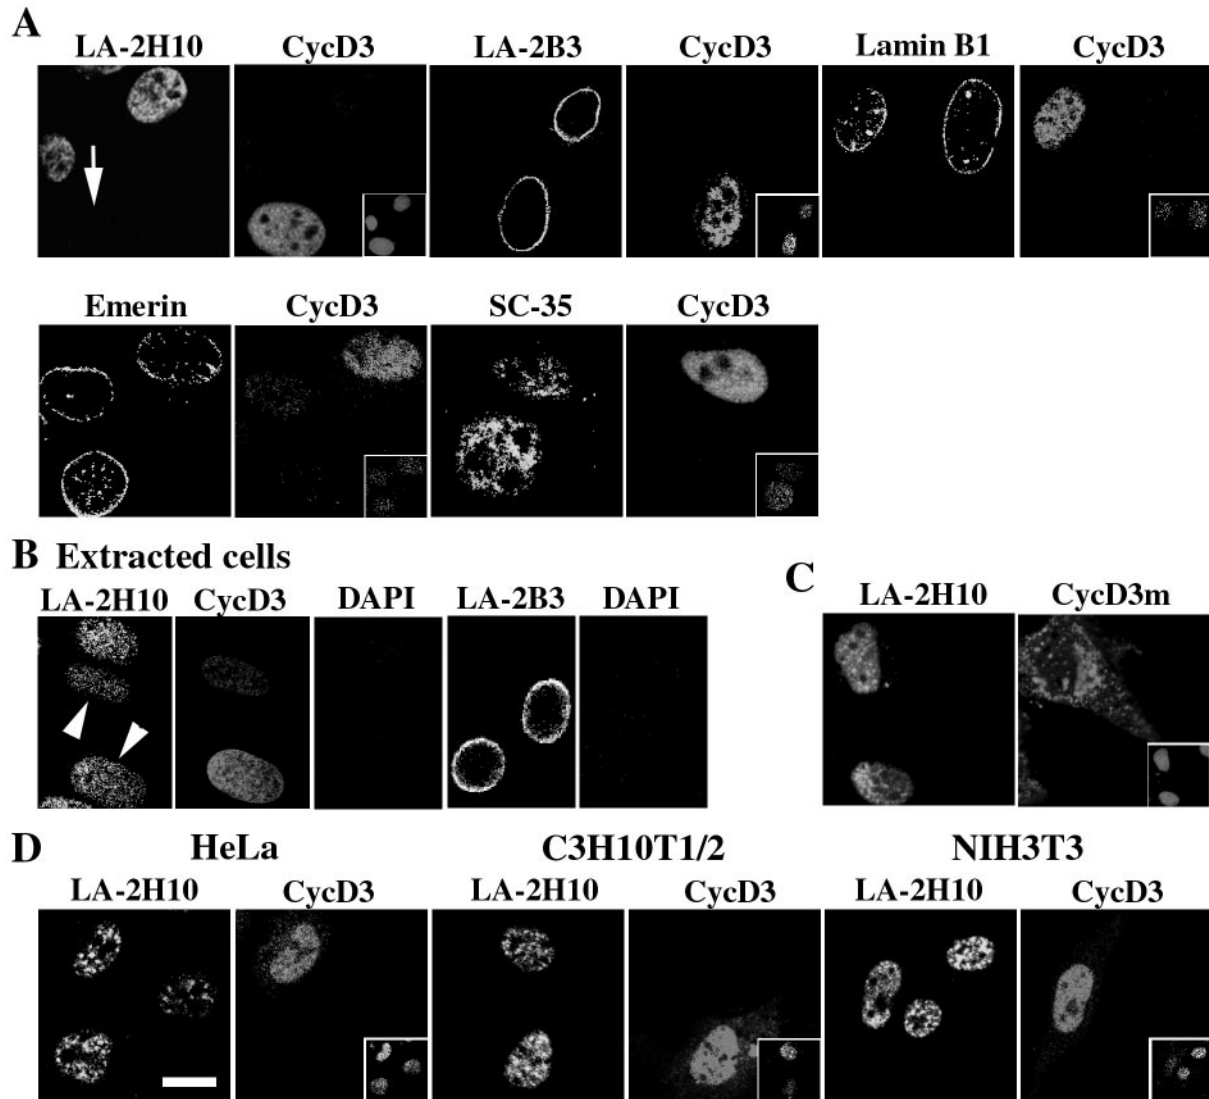 A
LA-2H10 CycD3 LA-2B3 CycD3 Lamin B1 CycD3
Emerin CycD3 SC-35 CycD3
B Extracted cells
LA-2H10 CycD3 DAPI LA-2B3 DAPI
C
LA-2H10 CycD3m
D HeLa C3H10T1/2 NIH3T3
LA-2H10 CycD3 LA-2H10 CycD3 LA-2H10 CycD3